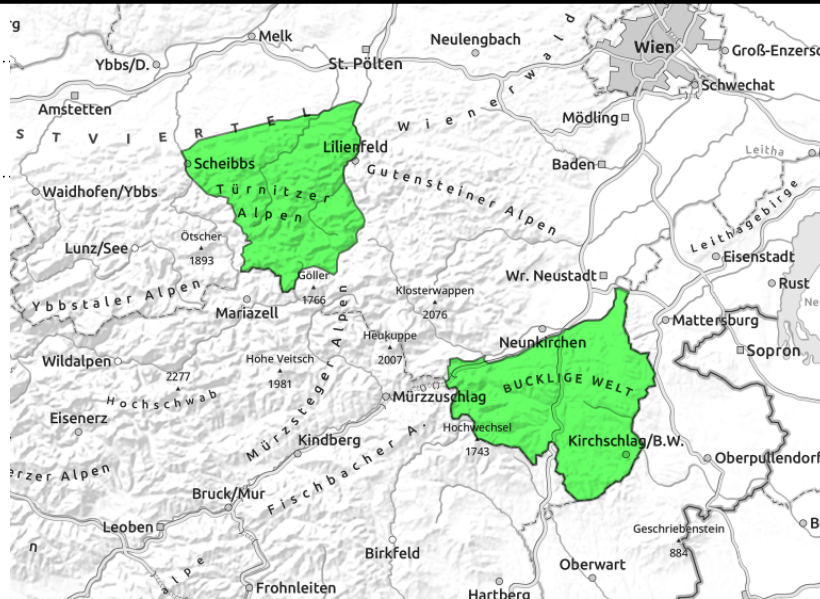 Melk
Neulengbach
Wien
Groß-Enzersd
Ybbs/D.
St. Pölten
Schwechat
Amstetten
Mödling
STVIERTEL
Wienerwald
Leitha
Scheibbs
Lilienfeld
Baden
Waidhofen/Ybbs
Türnitzer
Alpen
Gutensteiner Alpen
Leithagebirge
Ötscher
1893
Lunz/See
Eisenstadt
Göller
1766
Wr. Neustadt
Rust
Ybbstaler Alpen
Klosterwappen
2076
Mariazell
Mattersburg
Heukuppe
2007
Neunkirchen
Sopron
Wildalpen
Hohe Veitsch
1981
2277
Hochschwab
BUCKLIGE WELT
Mürzsteger Alpen
Mürzzuschlag
Eisenerz
Hochwechsel
1743
Kindberg
Kirchschlag/B.W.
Oberpullendorf
erzer Alpen
Fischbacher A.
Bruck/Mur
Leoben
Geschriebenstein
884
B
n
Birkfeld
Oberwart
alpe
Frohnleiten
Hartberg